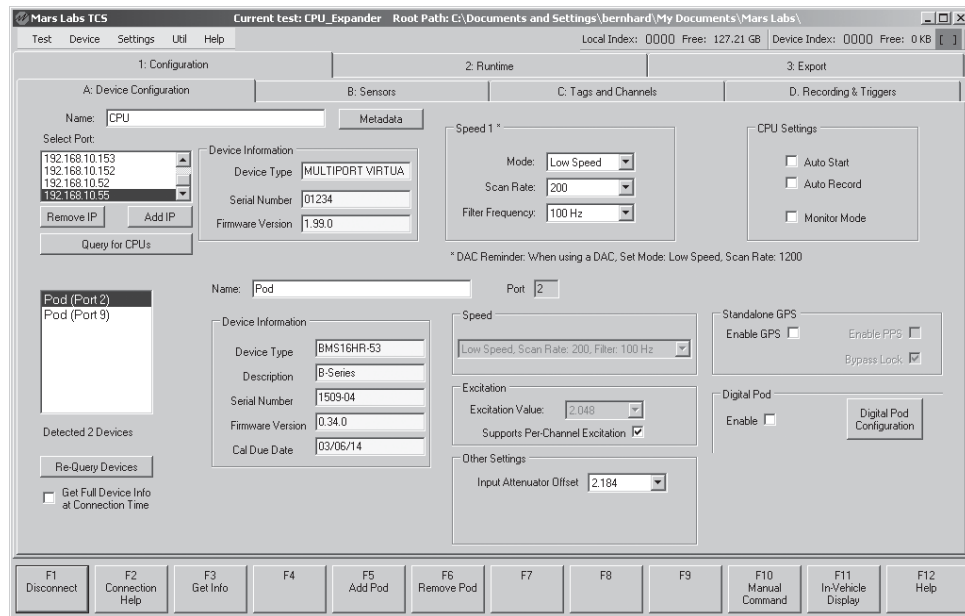 Mars Labs TCS Current test: CPU_Expander Root Path: C:\Documents and Settings\bernhard\My Documents\Mars Labs\
Test Device Settings Util Help Local Index: 0000 Free: 127.21 GB Device Index: 0000 Free: 0 KB [ ]
1: Configuration 2: Runtime 3: Export
A: Device Configuration B: Sensors C: Tags and Channels D. Recording & Triggers
Name: CPU Metadata
Select Port:
192.168.10.153
192.168.10.152
192.168.10.52
192.168.10.55
Remove IP Add IP
Query for CPUs
Device Information
Device Type MULTIPORT VIRTUA
Serial Number 01234
Firmware Version 1.99.0
Speed 1 *
Mode: Low Speed
Scan Rate: 200
Filter Frequency: 100 Hz
CPU Settings
Auto Start
Auto Record
Monitor Mode
* DAC Reminder: When using a DAC, Set Mode: Low Speed, Scan Rate: 1200
Pod (Port 2)
Pod (Port 9)
Detected 2 Devices
Re-Query Devices
Get Full Device Info
at Connection Time
Name: Pod Port 2
Device Information
Device Type BMS16HR-53
Description B-Series
Serial Number 1509-04
Firmware Version 0.34.0
Cal Due Date 03/06/14
Speed
Low Speed, Scan Rate: 200, Filter: 100 Hz
Excitation
Excitation Value: 2.048
Supports Per-Channel Excitation
Other Settings
Input Attenuator Offset 2.184
Standalone GPS
Enable GPS Enable PPS
Bypass Lock
Digital Pod
Enable
Digital Pod
Configuration
F1
Disconnect
F2
Connection
Help
F3
Get Info
F4
F5
Add Pod
F6
Remove Pod
F7
F8
F9
F10
Manual
Command
F11
In-Vehicle
Display
F12
Help